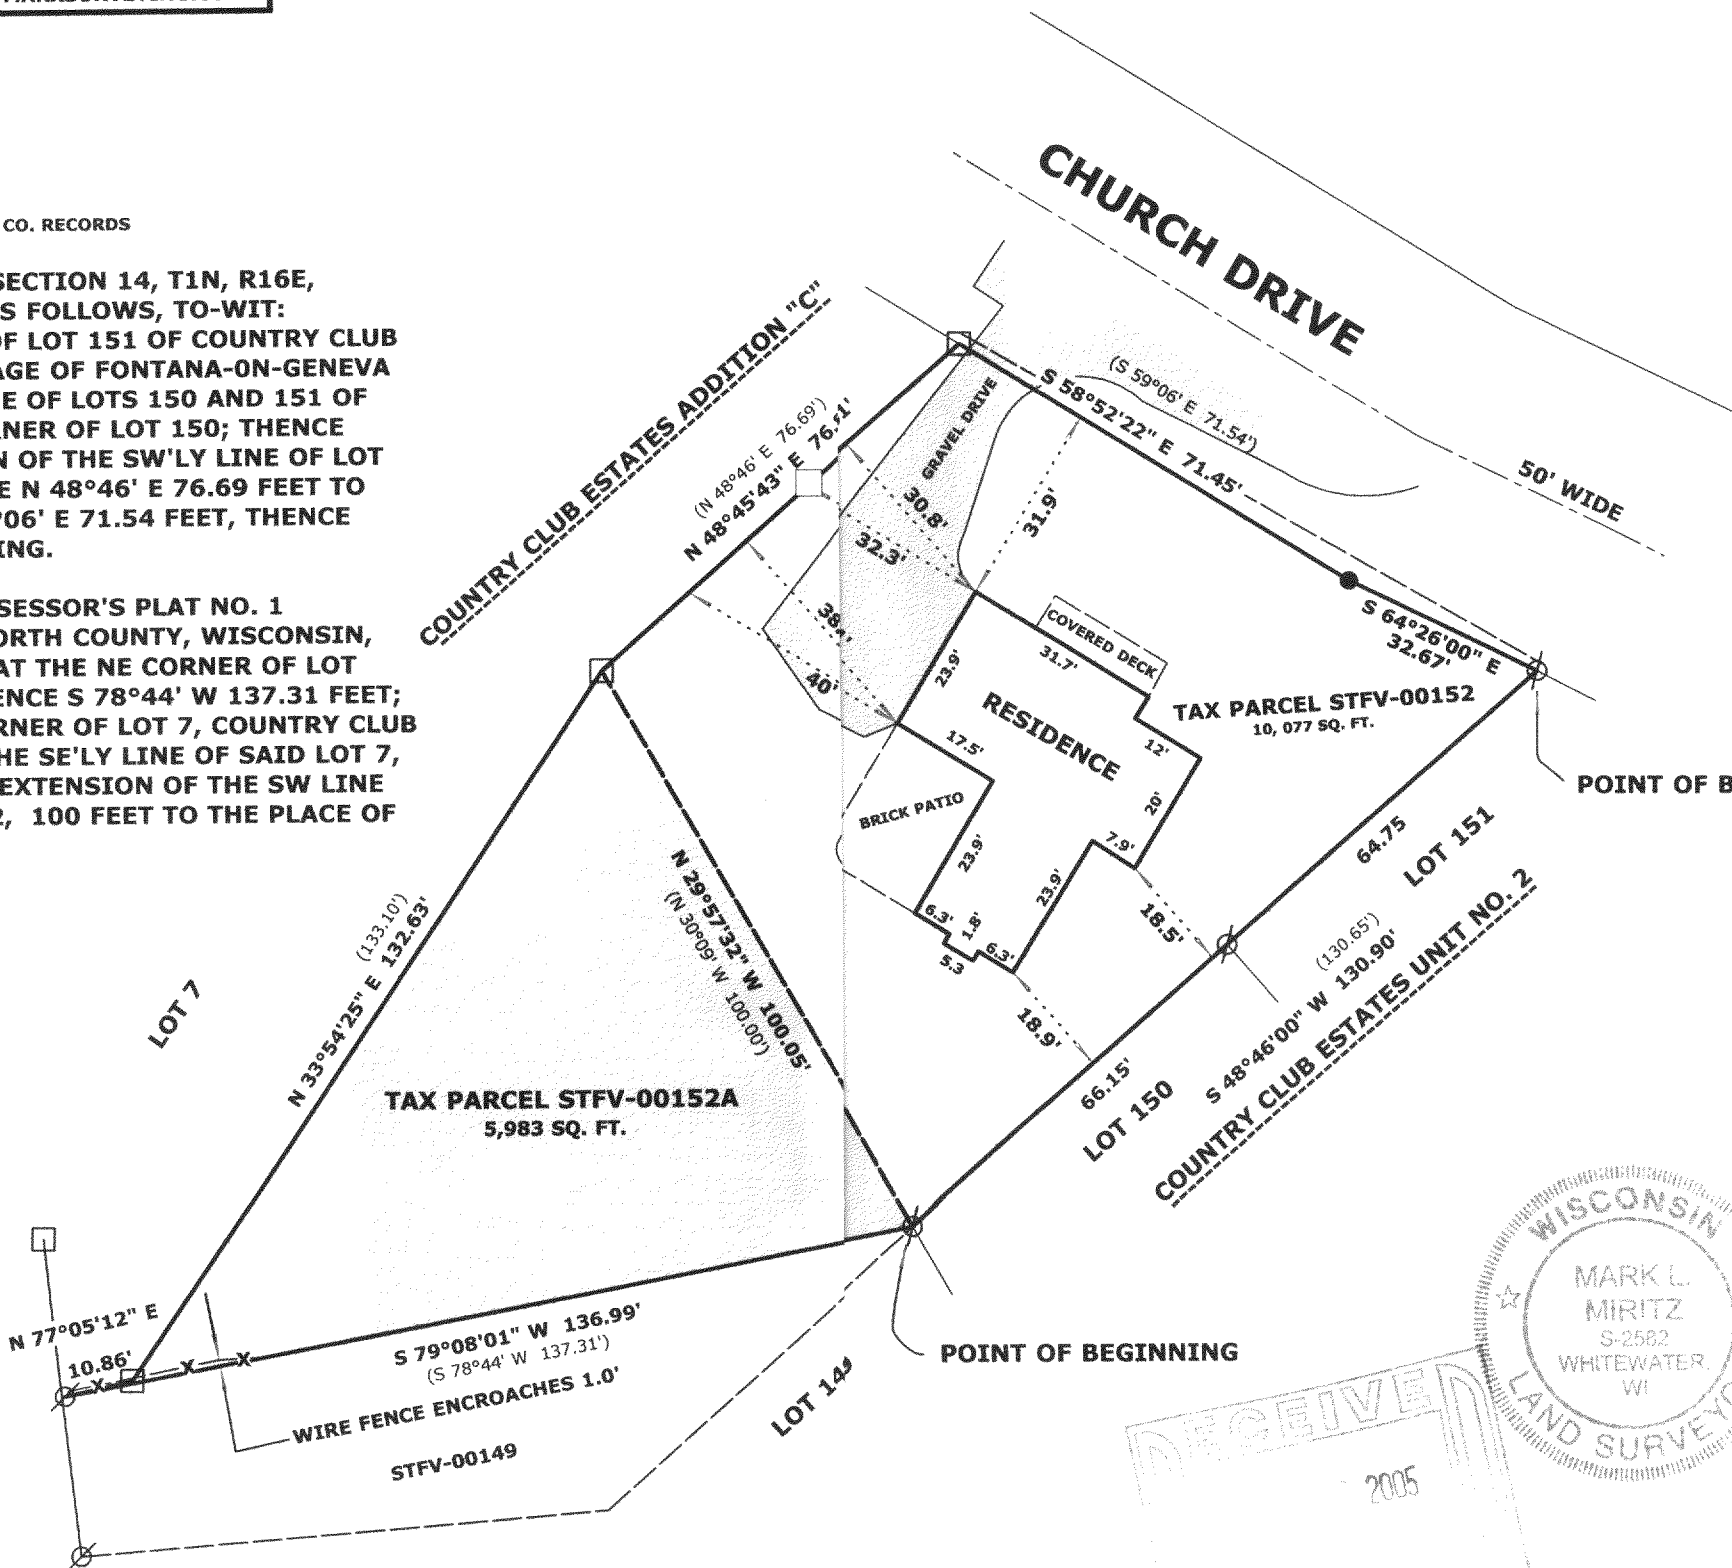 CO. RECORDS
SECTION 14, T1N, R16E,
S FOLLOWS, TO-WIT:
OF LOT 151 OF COUNTRY CLUB
AGE OF FONTANA-ON-GENEVA
E OF LOTS 150 AND 151 OF
RNER OF LOT 150; THENCE
N OF THE SW'LY LINE OF LOT
E N 48°46' E 76.69 FEET TO
°06' E 71.54 FEET, THENCE
ING.
SESSOR'S PLAT NO. 1
ORTH COUNTY, WISCONSIN,
AT THE NE CORNER OF LOT
ENCE S 78°44' W 137.31 FEET;
RNER OF LOT 7, COUNTRY CLUB
HE SE'LY LINE OF SAID LOT 7,
EXTENSION OF THE SW LINE
2, 100 FEET TO THE PLACE OF
CHURCH DRIVE
50' WIDE
COUNTRY CLUB ESTATES ADDITION "C"
(N 48°46' E 76.69')
N 48°45'43" E
GRAVEL DRIVE
(S 59°06' E 71.54')
S 58°52'22" E 71.45'
S 64°26'00" E
32.67'
30.8'
32.3'
31.9'
40'
COVERED DECK
31.7'
23.9'
RESIDENCE
TAX PARCEL STFV-00152
10, 077 SQ. FT.
12'
17.5'
20'
BRICK PATIO
7.9'
23.9'
23.9'
6.3'
1.8'
5.3
6.3'
18.5'
18.9'
POINT OF B
64.75
LOT 151
(130.65')
S 48°46'00" W 130.90'
COUNTRY CLUB ESTATES UNIT NO. 2
66.15'
LOT 150
N 29°57'32" W 100.05'
(N 30°09' W 100.00')
(133.10')
N 33°54'25" E 132.63'
LOT 7
TAX PARCEL STFV-00152A
5,983 SQ. FT.
N 77°05'12" E
10.86'
X X X
S 79°08'01" W 136.99'
(S 78°44' W 137.31')
WIRE FENCE ENCROACHES 1.0'
STFV-00149
POINT OF BEGINNING
LOT
WISCONSIN
MARK L.
MIRITZ
S-2582
WHITEWATER,
WI
LAND SURVEYO
2005